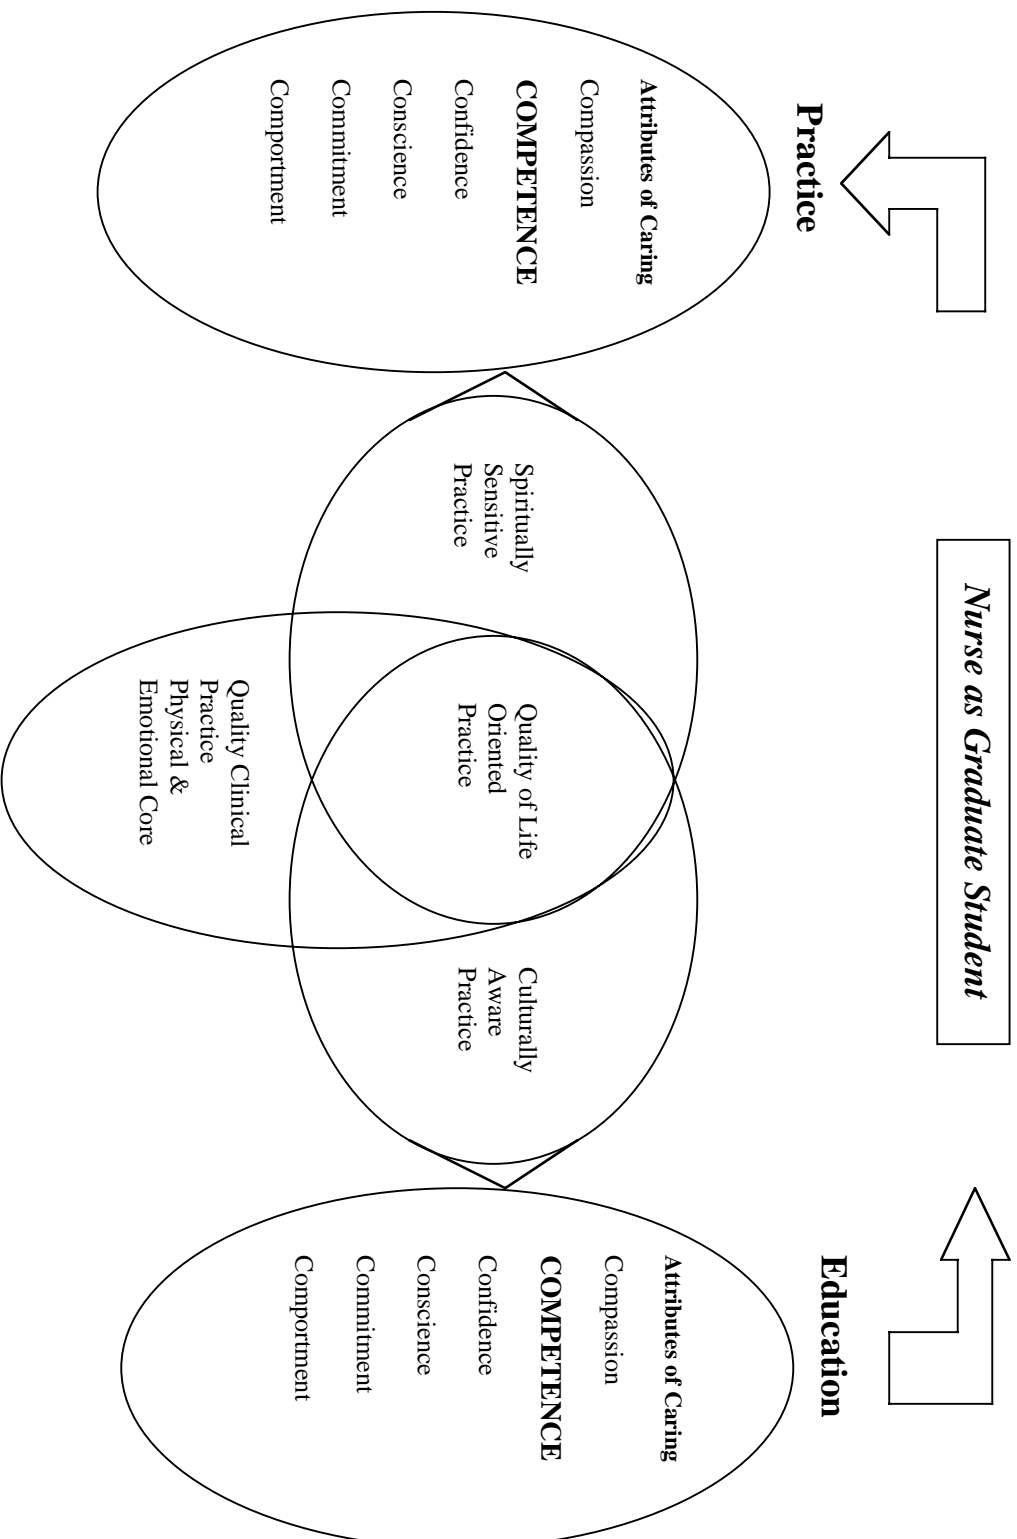 Nurse as Graduate Student
Practice
Attributes of Caring
Compassion
COMPETENCE
Confidence
Conscience
Commitment
Comportment
Spiritually
Sensitive
Practice
Quality of Life
Oriented
Practice
Culturally
Aware
Practice
Quality Clinical
Practice
Physical &
Emotional Core
Education
Attributes of Caring
Compassion
COMPETENCE
Confidence
Conscience
Commitment
Comportment